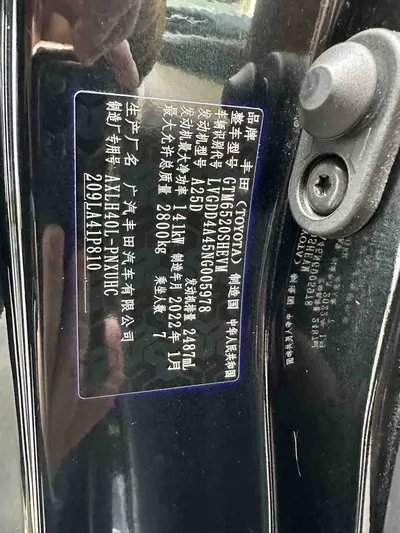 品牌 丰田 (TOYOTA) 制造国 中华人民共和国
整车型号 GTM6520SHEVM
车辆识别代号 LVGDD4A45NG005978
发动机型号 A25D 发动机排量 2487mL
发动机最大净功率 141kW 制造年月 2022年1月
最大允许总质量 2800kg 乘坐人数 7
生产厂 广汽丰田汽车有限公司
制造厂专用号 AXLH40L-PNXUHC
209LA41P810